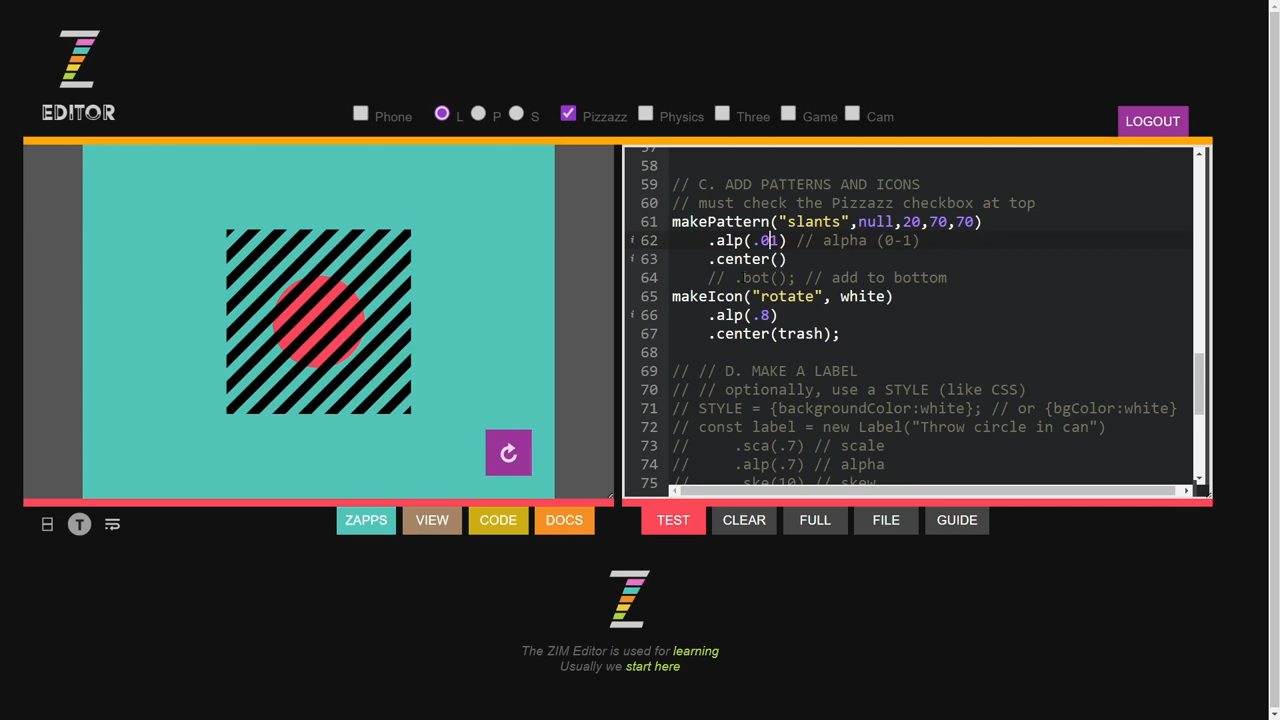 EDITOR
Phone L P S Pizzazz Physics Three Game Cam
LOGOUT
57
58
59 // C. ADD PATTERNS AND ICONS
60 // must check the Pizzazz checkbox at top
61 makePattern("slants",null,20,70,70)
62 .alp(.01) // alpha (0-1)
63 .center()
64 // .bot(); // add to bottom
65 makeIcon("rotate", white)
66 .alp(.8)
67 .center(trash);
68
69 // // D. MAKE A LABEL
70 // // optionally, use a STYLE (like CSS)
71 // STYLE = {backgroundColor:white}; // or {bgColor:white}
72 // const label = new Label("Throw circle in can")
73 // .sca(.7) // scale
74 // .alp(.7) // alpha
75 // .ske(10) // skew
T
ZAPPS VIEW CODE DOCS TEST CLEAR FULL FILE GUIDE
The ZIM Editor is used for learning
Usually we start here